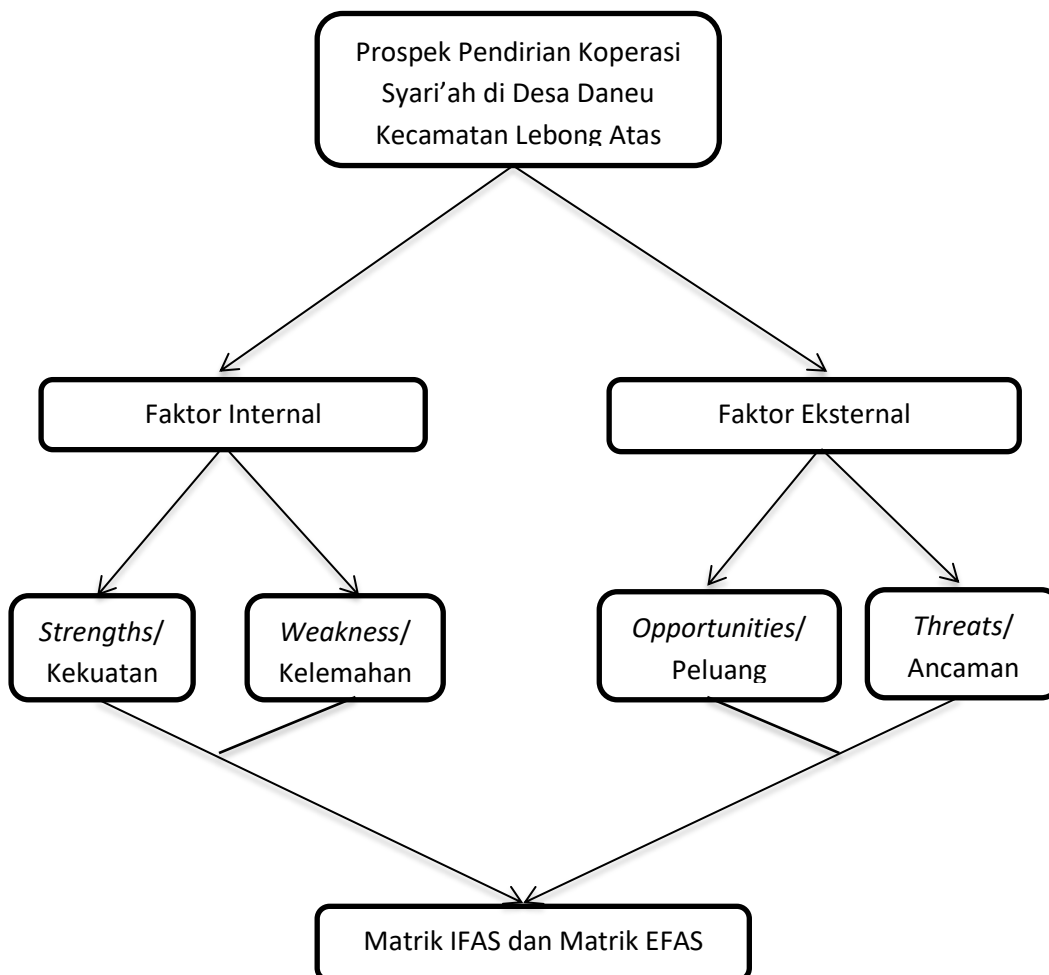 Prospek Pendirian Koperasi
Syari’ah di Desa Daneu
Kecamatan Lebong Atas
Faktor Internal
Faktor Eksternal
Strengths/
Kekuatan
Weakness/
Kelemahan
Opportunities/
Peluang
Threats/
Ancaman
Matrik IFAS dan Matrik EFAS